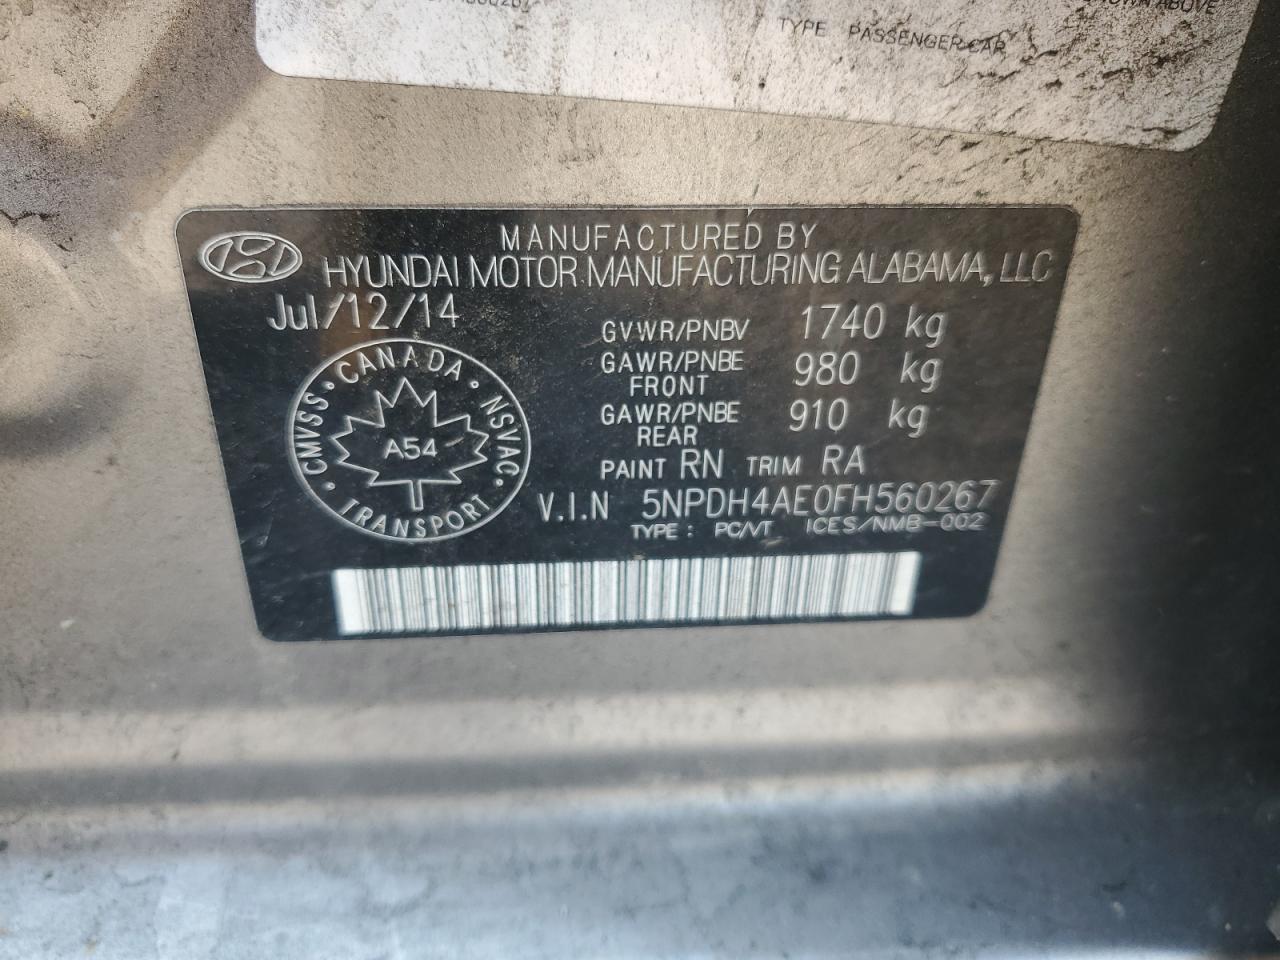 TYPE PASSENGER CAR
MANUFACTURED BY
HYUNDAI MOTOR MANUFACTURING ALABAMA, LLC
Jul/12/14
GVWR/PNBV 1740 kg
GAWR/PNBE FRONT 980 kg
GAWR/PNBE REAR 910 kg
PAINT RN TRIM RA
V.I.N 5NPDH4AE0FH560267
TYPE : PC/VT ICES/NMB-002
CMVSS • CANADA • NSVAC • TRANSPORT
A54